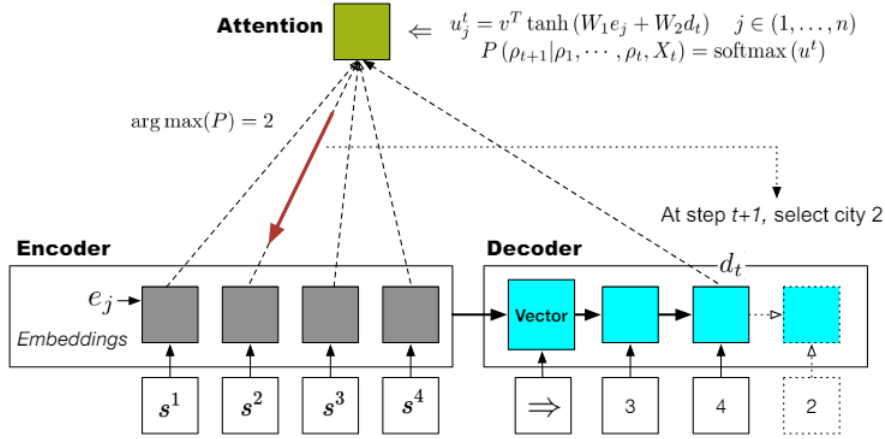 Attention
⇐ u_j^t = v^T tanh (W_1 e_j + W_2 d_t) j ∈ (1, . . . , n)
P (ρ_{t+1}|ρ_1, · · · , ρ_t, X_t) = softmax (u^t)
arg max(P) = 2
At step t+1, select city 2
Encoder
Decoder
d_t
e_j
Embeddings
Vector
s^1
s^2
s^3
s^4
⇒
3
4
2